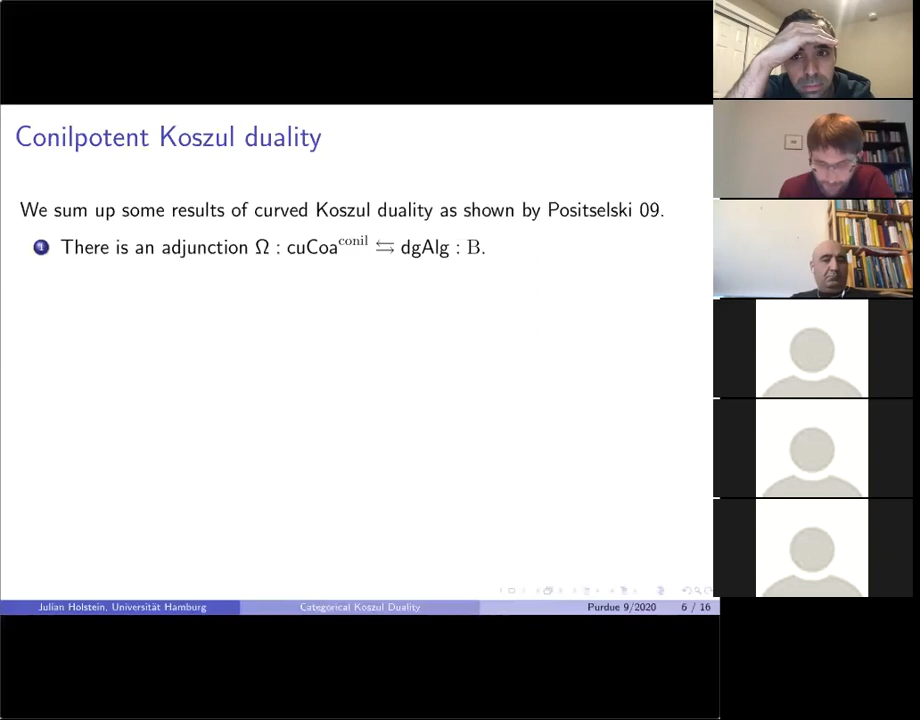 Conilpotent Koszul duality
We sum up some results of curved Koszul duality as shown by Positselski 09.
1 There is an adjunction Ω : cuCoa^conil ⇆ dgAlg : B.
Julian Holstein, Universität Hamburg
Categorical Koszul Duality
Purdue 9/2020
6 / 16